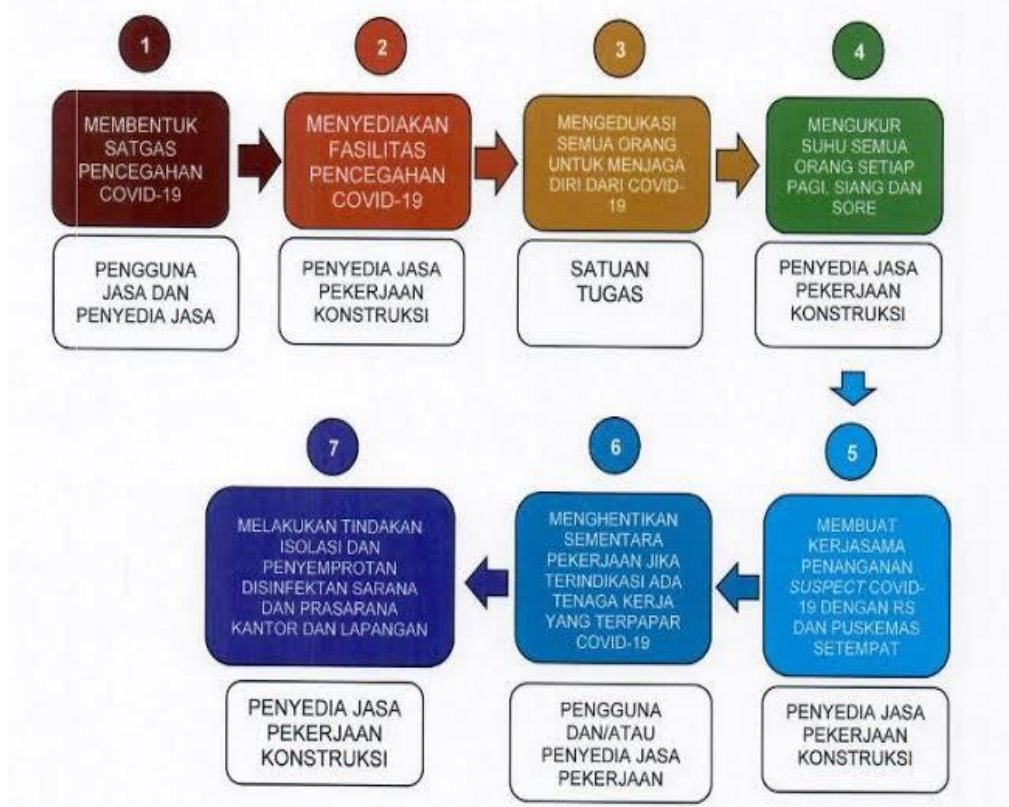 1
MEMBENTUK
SATGAS
PENCEGAHAN
COVID-19
PENGGUNA
JASA DAN
PENYEDIA JASA
2
MENYEDIAKAN
FASILITAS
PENCEGAHAN
COVID-19
PENYEDIA JASA
PEKERJAAN
KONSTRUKSI
3
MENGEDUKASI
SEMUA ORANG
UNTUK MENJAGA
DIRI DARI COVID-
19
SATUAN
TUGAS
4
MENGUKUR
SUHU SEMUA
ORANG SETIAP
PAGI, SIANG DAN
SORE
PENYEDIA JASA
PEKERJAAN
KONSTRUKSI
5
MEMBUAT
KERJASAMA
PENANGANAN
SUSPECT COVID-
19 DENGAN RS
DAN PUSKEMAS
SETEMPAT
PENYEDIA JASA
PEKERJAAN
KONSTRUKSI
6
MENGHENTIKAN
SEMENTARA
PEKERJAAN JIKA
TERINDIKASI ADA
TENAGA KERJA
YANG TERPAPAR
COVID-19
PENGGUNA
DAN/ATAU
PENYEDIA JASA
PEKERJAAN
7
MELAKUKAN TINDAKAN
ISOLASI DAN
PENYEMPROTAN
DISINFEKTAN SARANA
DAN PRASARANA
KANTOR DAN LAPANGAN
PENYEDIA JASA
PEKERJAAN
KONSTRUKSI